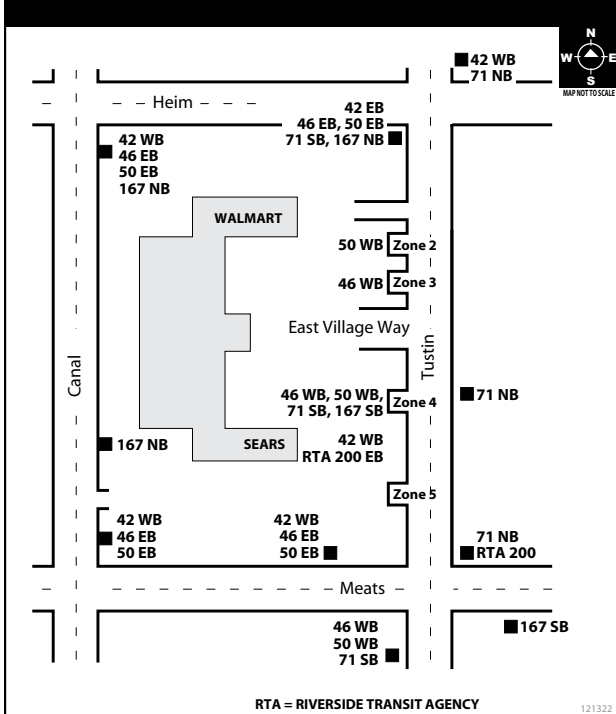 N
W E
S
MAP NOT TO SCALE
42 WB
71 NB
Heim
42 EB
46 EB, 50 EB
71 SB, 167 NB
42 WB
46 EB
50 EB
167 NB
WALMART
50 WB Zone 2
46 WB Zone 3
East Village Way
Canal
Tustin
46 WB, 50 WB,
71 SB, 167 SB
Zone 4
71 NB
167 NB
SEARS
42 WB
RTA 200 EB
Zone 5
42 WB
46 EB
50 EB
42 WB
46 EB
50 EB
71 NB
RTA 200
Meats
46 WB
50 WB
71 SB
167 SB
RTA = RIVERSIDE TRANSIT AGENCY
121322